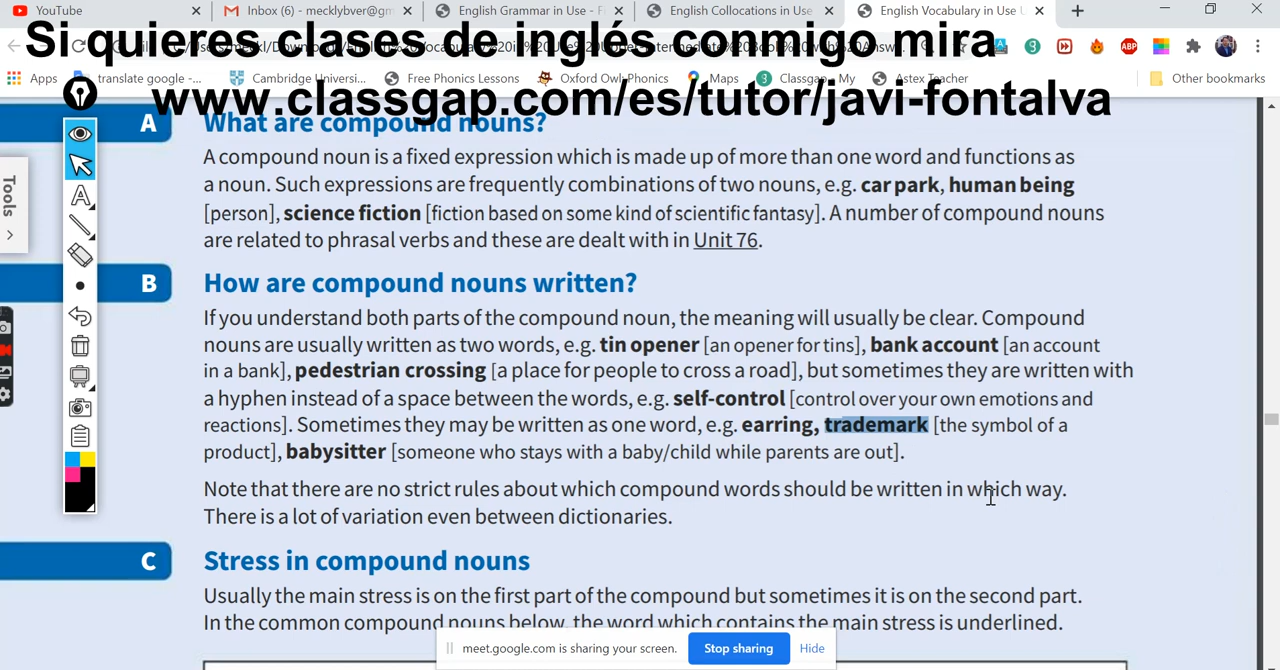 YouTube
Inbox (6) - mecklybver@gm
English Grammar in Use - F
English Collocations in Use
English Vocabulary in Use U
Si quieres clases de inglés conmigo mira
Apps
translate google -...
Cambridge Universi...
Free Phonics Lessons
Oxford Owl Phonics
Maps
Classgap - My
Astex Teacher
Other bookmarks
www.classgap.com/es/tutor/javi-fontalva
Tools
A
What are compound nouns?
A compound noun is a fixed expression which is made up of more than one word and functions as
a noun. Such expressions are frequently combinations of two nouns, e.g. car park, human being
[person], science fiction [fiction based on some kind of scientific fantasy]. A number of compound nouns
are related to phrasal verbs and these are dealt with in Unit 76.
B
How are compound nouns written?
If you understand both parts of the compound noun, the meaning will usually be clear. Compound
nouns are usually written as two words, e.g. tin opener [an opener for tins], bank account [an account
in a bank], pedestrian crossing [a place for people to cross a road], but sometimes they are written with
a hyphen instead of a space between the words, e.g. self-control [control over your own emotions and
reactions]. Sometimes they may be written as one word, e.g. earring, trademark [the symbol of a
product], babysitter [someone who stays with a baby/child while parents are out].
Note that there are no strict rules about which compound words should be written in which way.
There is a lot of variation even between dictionaries.
C
Stress in compound nouns
Usually the main stress is on the first part of the compound but sometimes it is on the second part.
In the common compound nouns below, the word which contains the main stress is underlined.
meet.google.com is sharing your screen.
Stop sharing
Hide